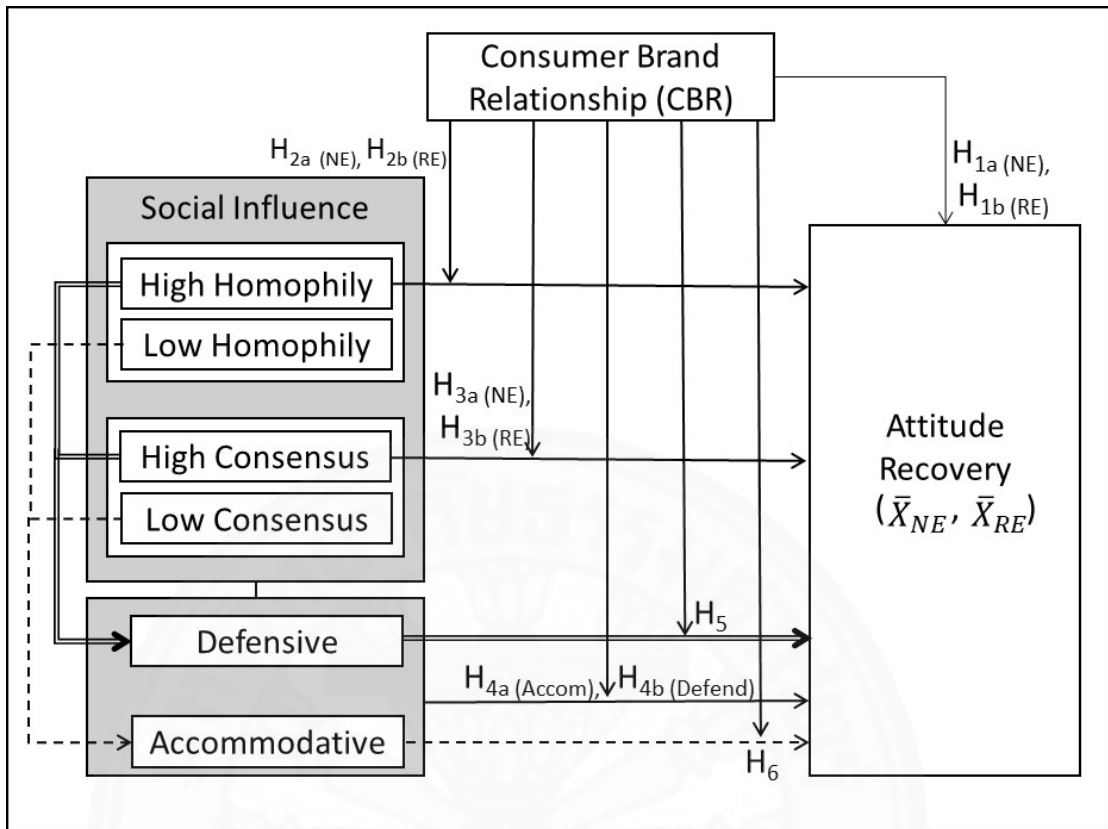 Consumer Brand
Relationship (CBR)
H2a (NE), H2b (RE)
H1a (NE),
H1b (RE)
Social Influence
High Homophily
Low Homophily
H3a (NE),
H3b (RE)
High Consensus
Low Consensus
Attitude
Recovery
(X̄NE, X̄RE)
H5
Defensive
H4a (Accom), H4b (Defend)
Accommodative
H6